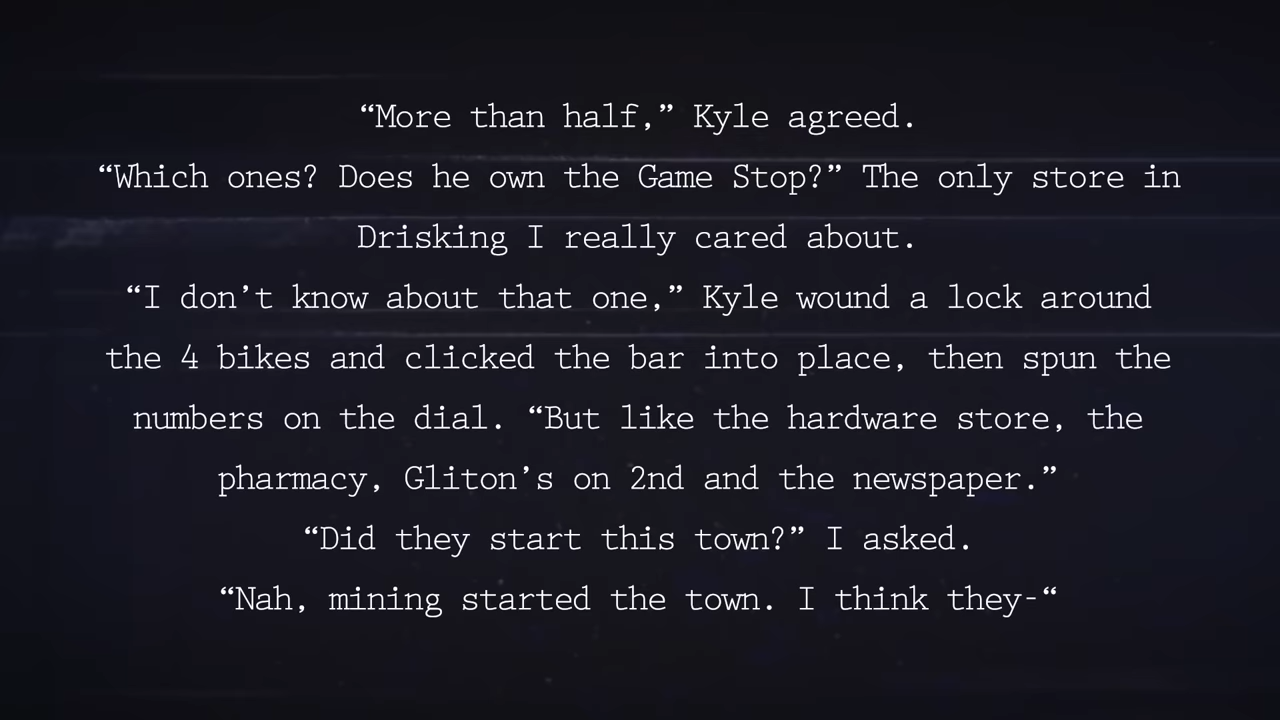 “More than half,” Kyle agreed.
“Which ones? Does he own the Game Stop?” The only store in
Drisking I really cared about.
“I don’t know about that one,” Kyle wound a lock around
the 4 bikes and clicked the bar into place, then spun the
numbers on the dial. “But like the hardware store, the
pharmacy, Gliton’s on 2nd and the newspaper.”
“Did they start this town?” I asked.
“Nah, mining started the town. I think they-“